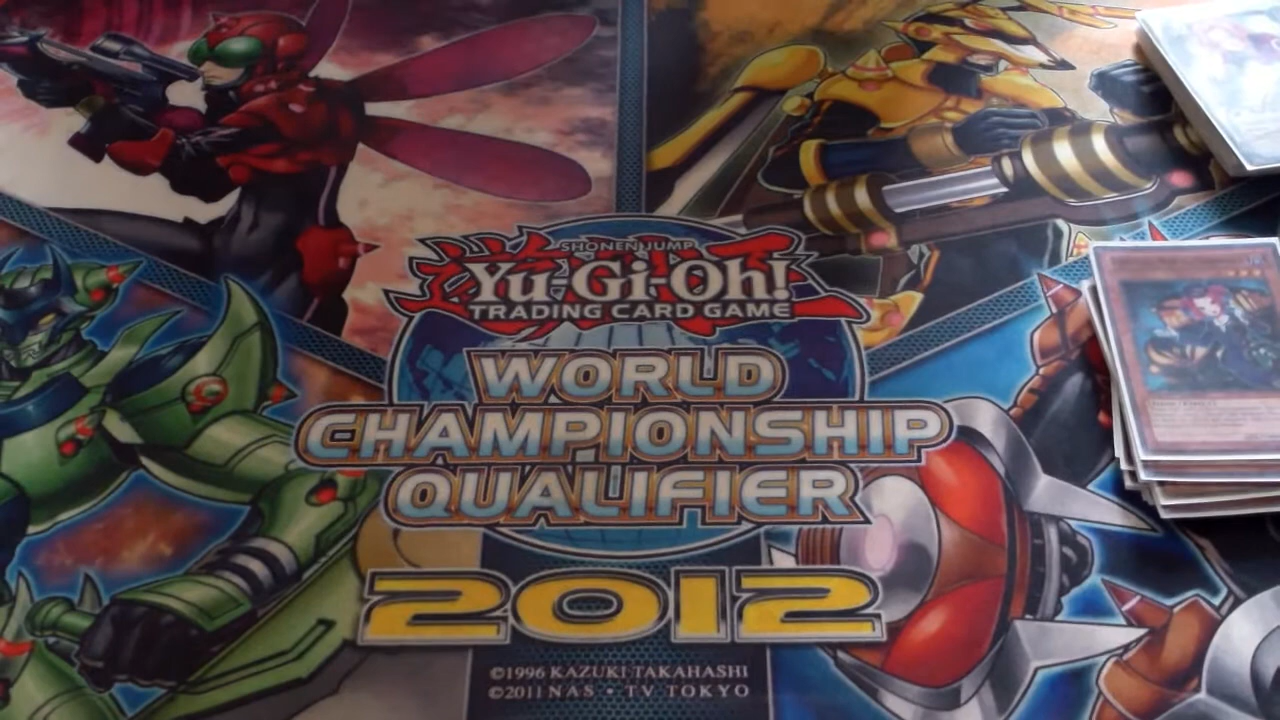 SHONEN JUMP
Yu-Gi-Oh!
TRADING CARD GAME
WORLD
CHAMPIONSHIP
QUALIFIER
2012
©1996 KAZUKI TAKAHASHI
©2011 NAS • TV TOKYO